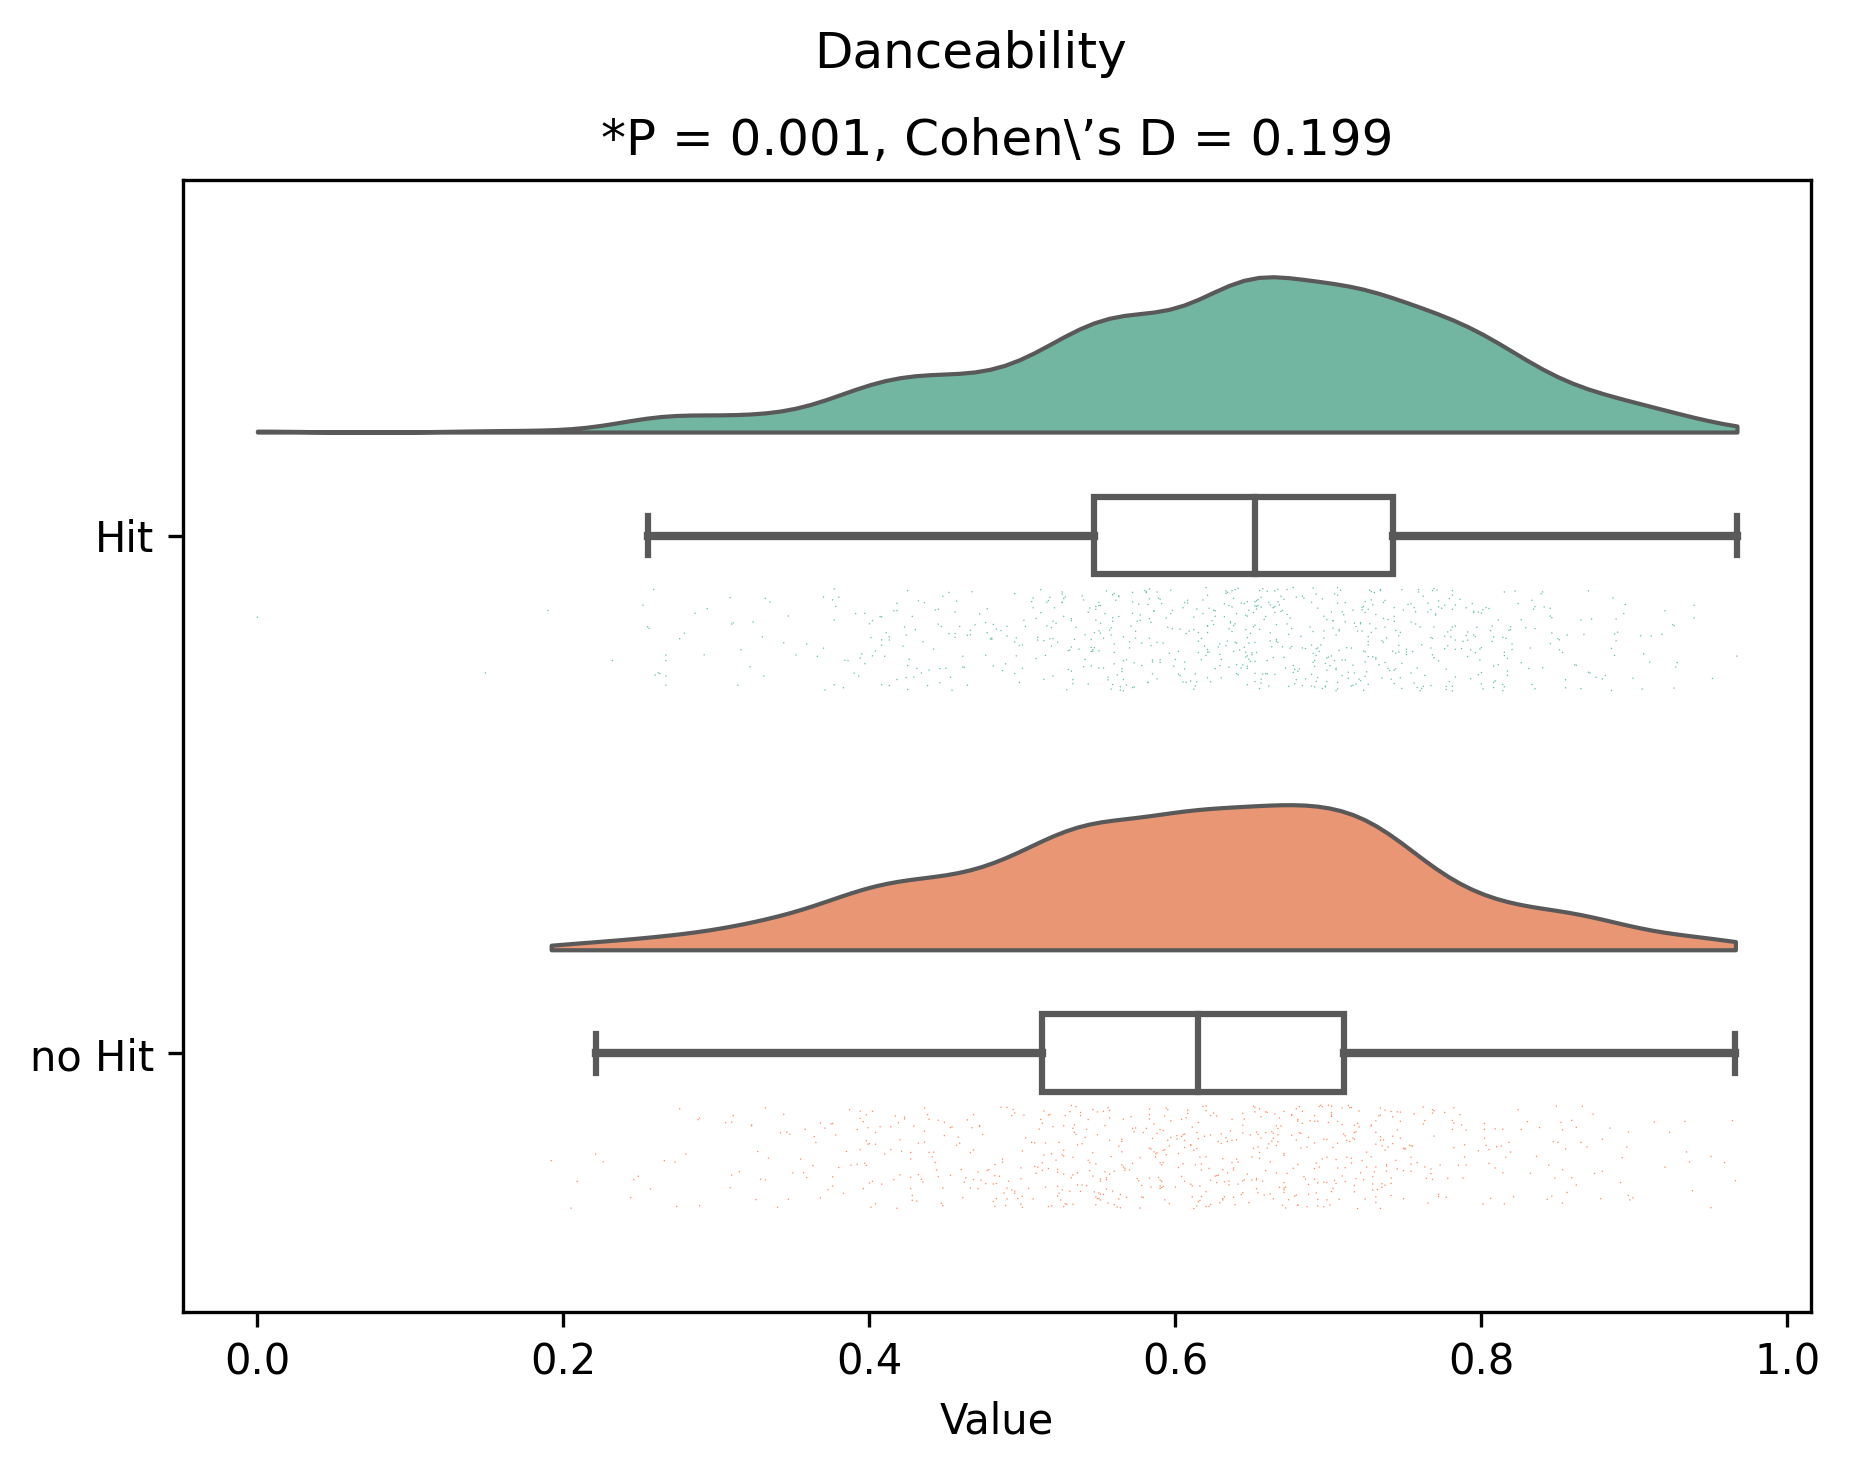 Danceability
*P = 0.001, Cohen\’s D = 0.199
Hit
no Hit
0.0 0.2 0.4 0.6 0.8 1.0
Value